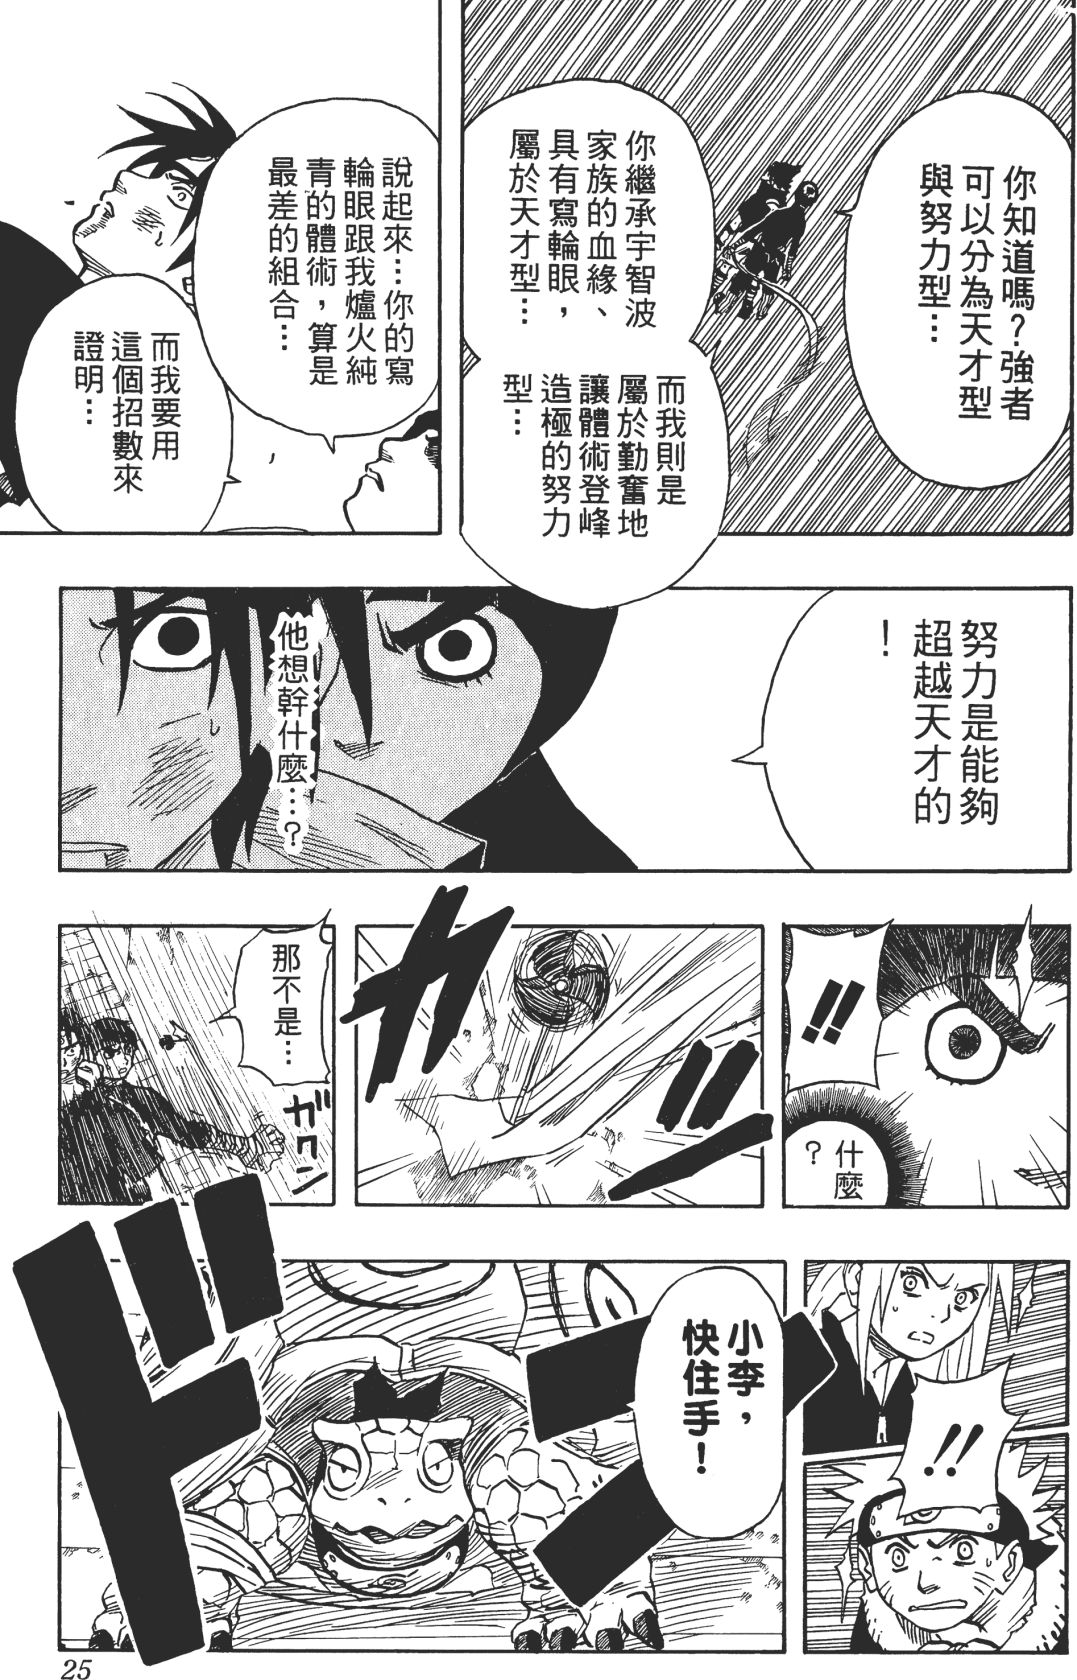 你知道嗎?強者
可以分為天才型
與努力型…
你繼承宇智波
家族的血緣、
具有寫輪眼，
屬於天才型…
而我則是
屬於勤奮地
讓體術登峰
造極的努力
型…
說起來…你的寫
輪眼跟我爐火純
青的體術，算是
最差的組合…
而我要用
這個招數來
證明…
努力是能夠
超越天才的
!
他想幹什麼…?
!!
什麼
?
那不是…
ガクン
!!
小李，
快住手!
ドーン
25